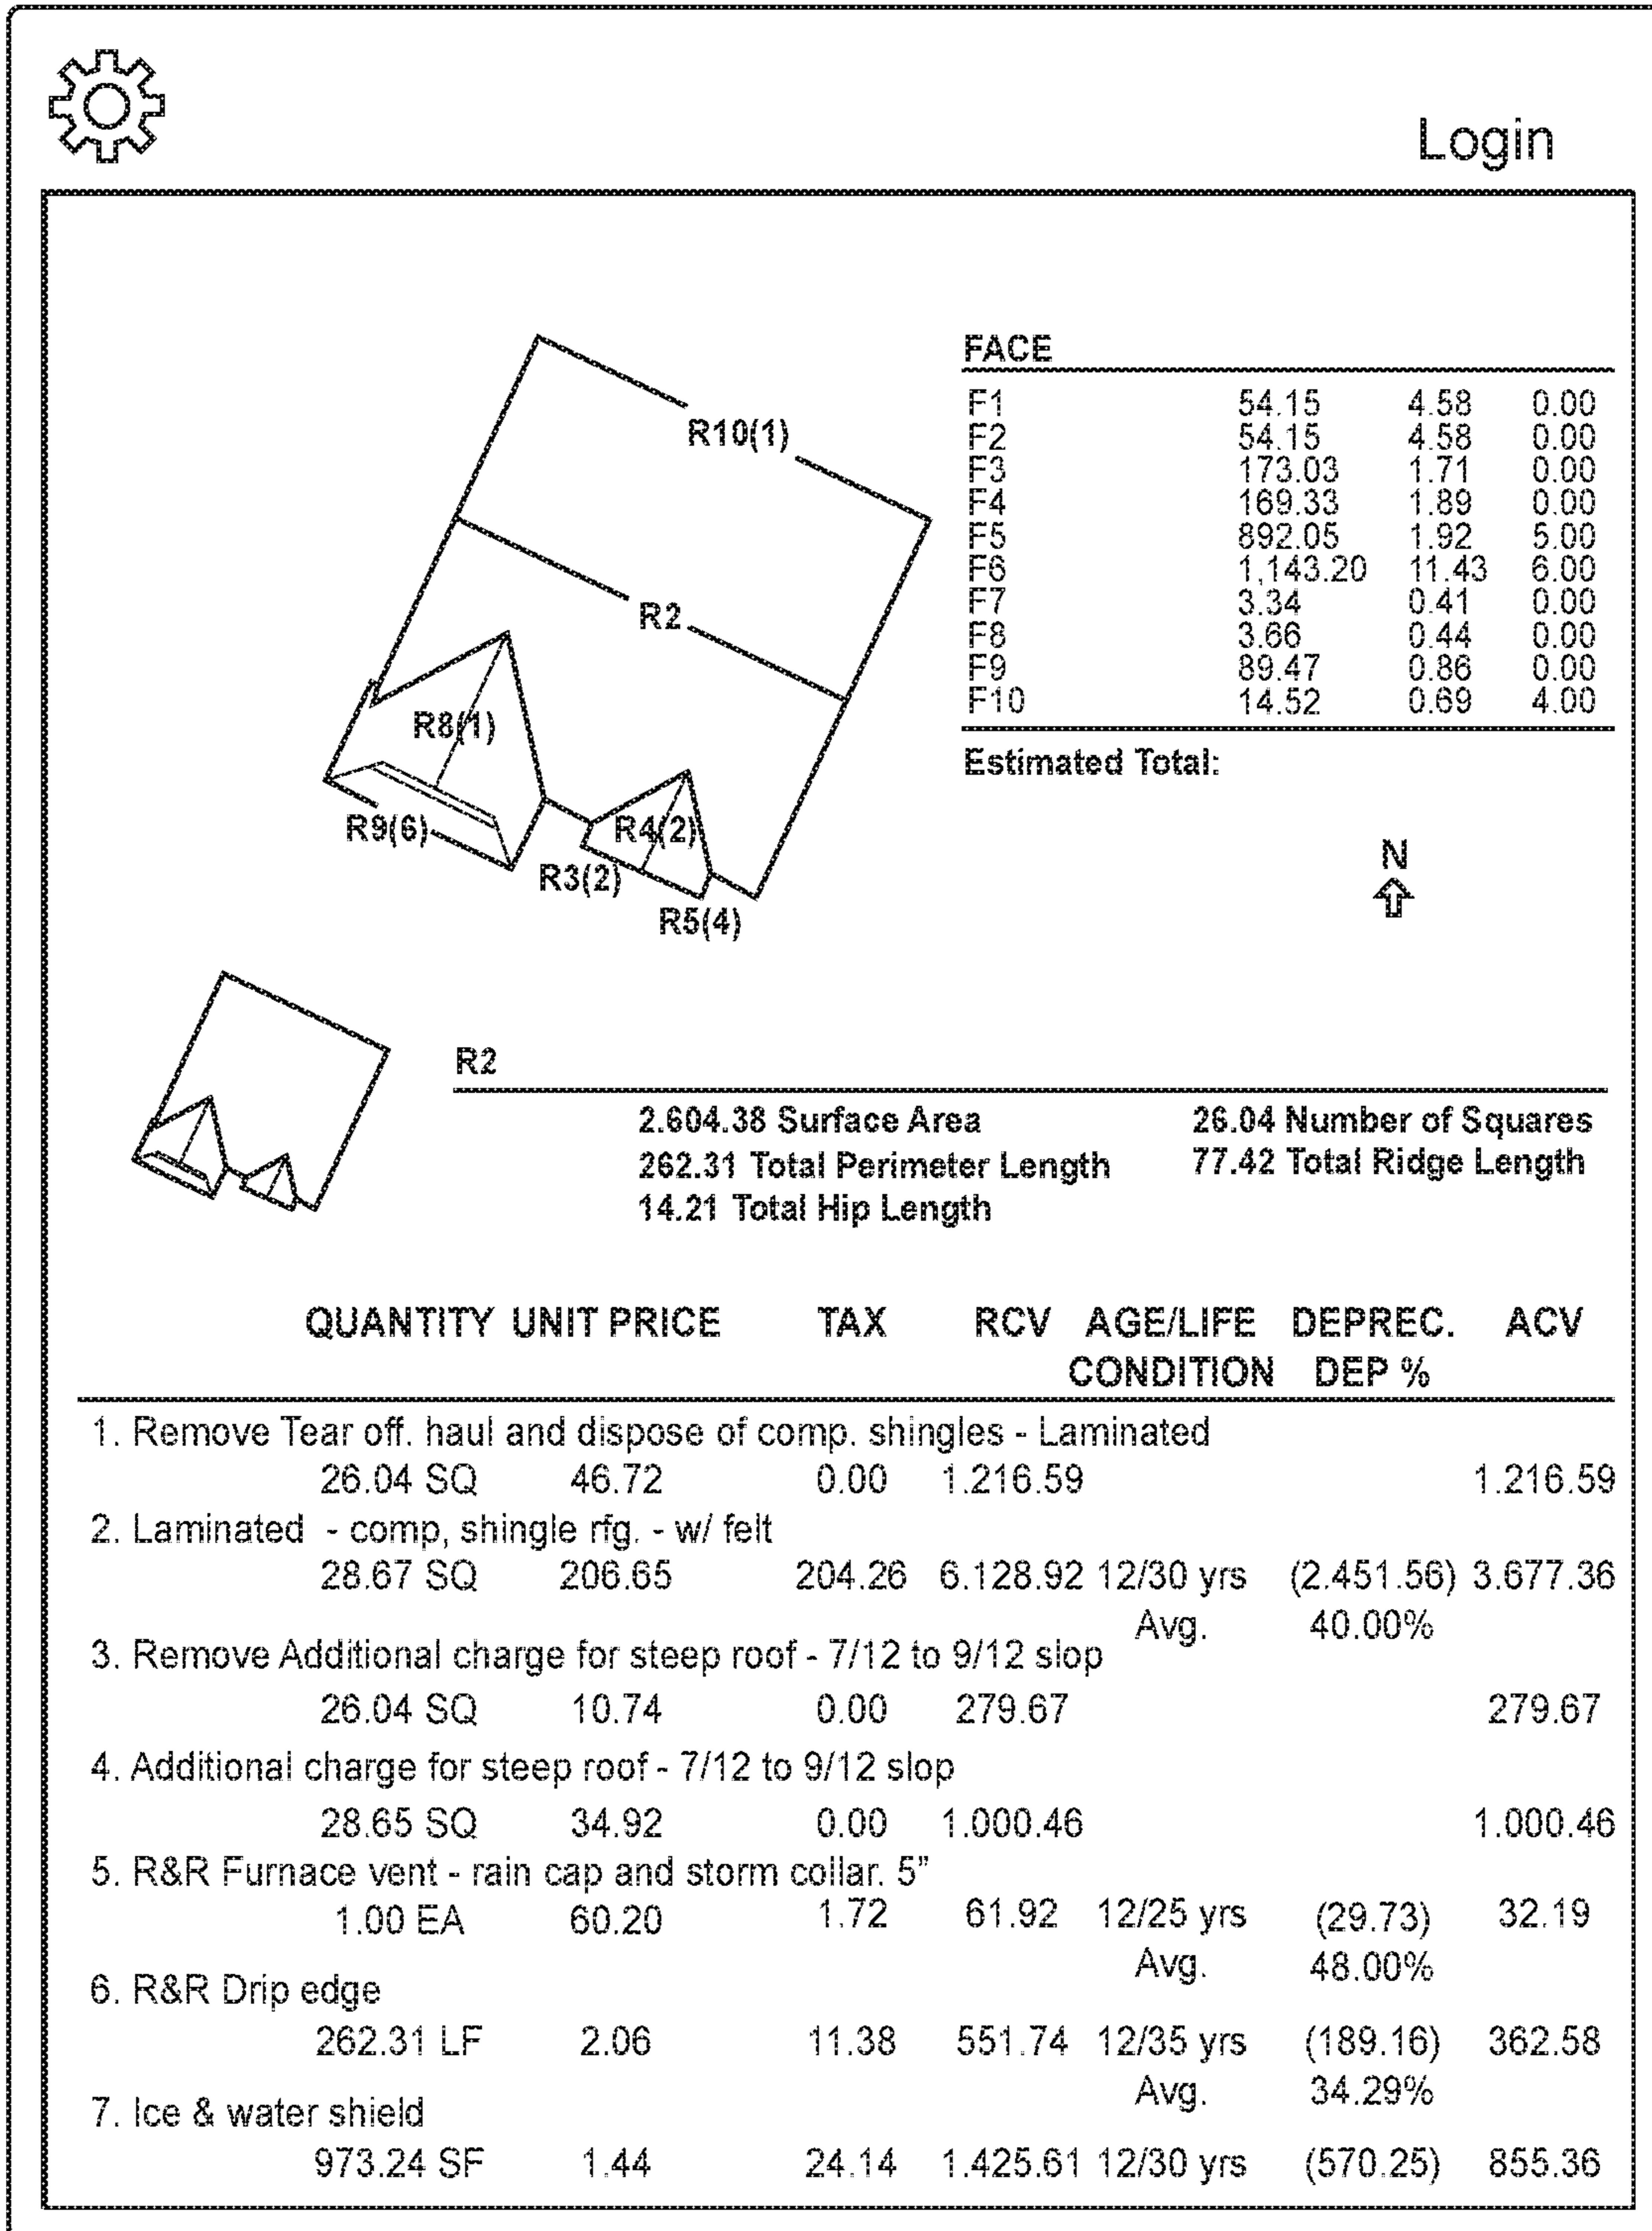 Login
R10(1)
R2
R8(1)
R9(6)
R4(2)
R3(2)
R5(4)
FACE
F1 54.15 4.58 0.00
F2 54.15 4.58 0.00
F3 173.03 1.71 0.00
F4 169.33 1.89 0.00
F5 892.05 1.92 5.00
F6 1,143.20 11.43 6.00
F7 3.34 0.41 0.00
F8 3.66 0.44 0.00
F9 89.47 0.86 0.00
F10 14.52 0.69 4.00
Estimated Total:
N
R2
2.604.38 Surface Area 26.04 Number of Squares
262.31 Total Perimeter Length 77.42 Total Ridge Length
14.21 Total Hip Length
QUANTITY UNIT PRICE TAX RCV AGE/LIFE DEPREC. ACV
CONDITION DEP %
1. Remove Tear off. haul and dispose of comp. shingles - Laminated
26.04 SQ 46.72 0.00 1.216.59 1.216.59
2. Laminated - comp, shingle rfg. - w/ felt
28.67 SQ 206.65 204.26 6.128.92 12/30 yrs (2.451.56) 3.677.36
Avg. 40.00%
3. Remove Additional charge for steep roof - 7/12 to 9/12 slop
26.04 SQ 10.74 0.00 279.67 279.67
4. Additional charge for steep roof - 7/12 to 9/12 slop
28.65 SQ 34.92 0.00 1.000.46 1.000.46
5. R&R Furnace vent - rain cap and storm collar. 5”
1.00 EA 60.20 1.72 61.92 12/25 yrs (29.73) 32.19
Avg. 48.00%
6. R&R Drip edge
262.31 LF 2.06 11.38 551.74 12/35 yrs (189.16) 362.58
Avg. 34.29%
7. Ice & water shield
973.24 SF 1.44 24.14 1.425.61 12/30 yrs (570.25) 855.36